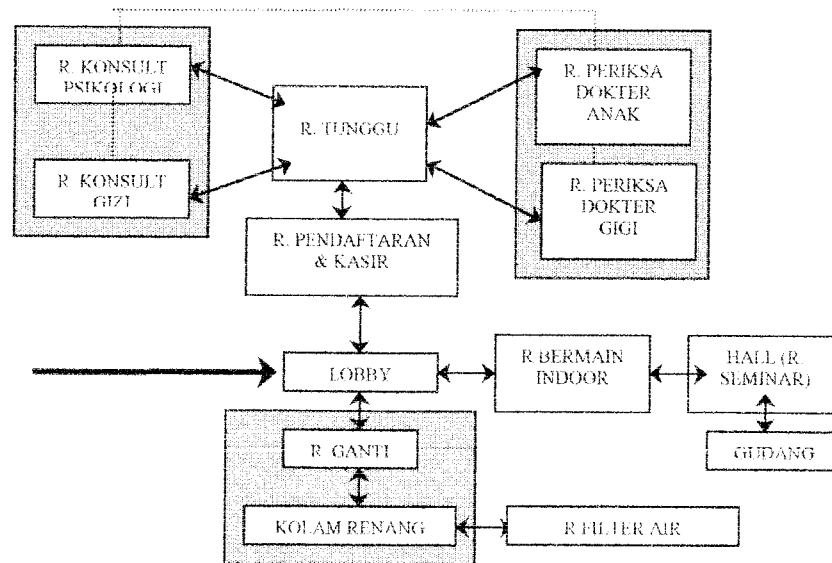 R. KONSULT
PSIKOLOGI
R. KONSULT
GIZI
R. TUNGGU
R. PERIKSA
DOKTER
ANAK
R. PERIKSA
DOKTER
GIGI
R. PENDAFTARAN
& KASIR
LOBBY
R BERMAIN
INDOOR
HALL (R.
SEMINAR)
GUDANG
R. GANTI
KOLAM RENANG
R FILTER AIR